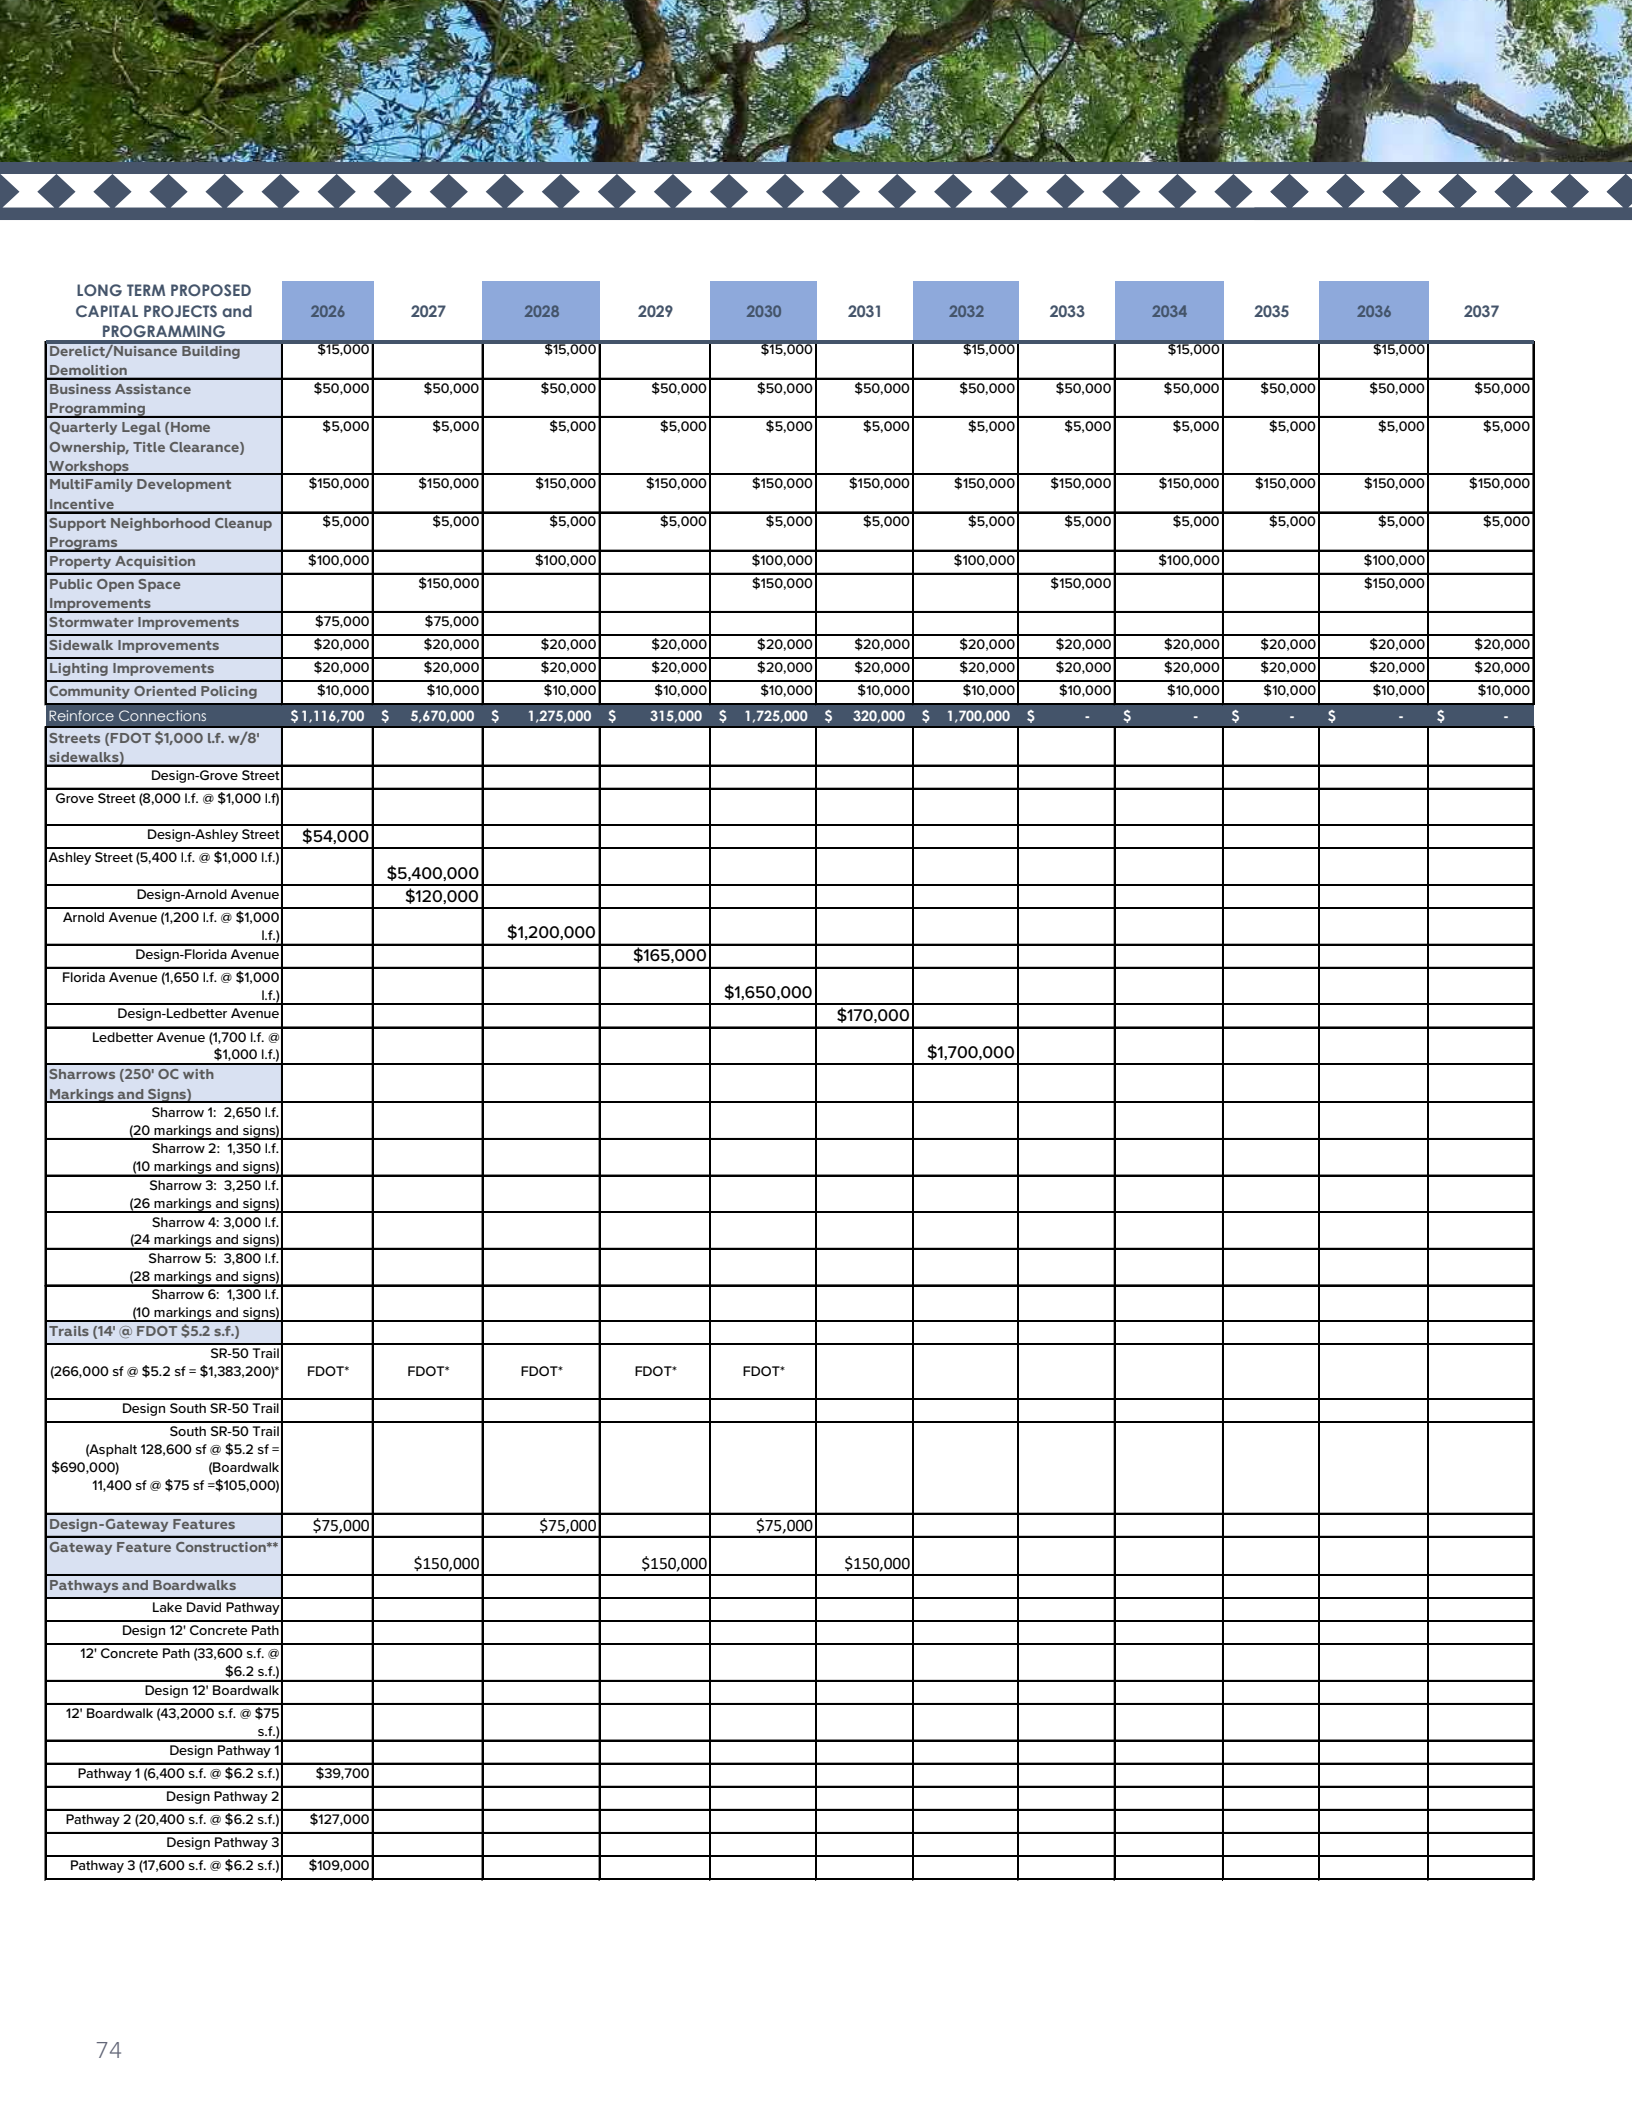 LONG TERM PROPOSED
CAPITAL PROJECTS and
PROGRAMMING
2026 2027 2028 2029 2030 2031 2032 2033 2034 2035 2036 2037
Derelict/Nuisance Building $15,000 $15,000 $15,000 $15,000 $15,000 $15,000
Demolition
Business Assistance $50,000 $50,000 $50,000 $50,000 $50,000 $50,000 $50,000 $50,000 $50,000 $50,000 $50,000 $50,000
Programming
Quarterly Legal (Home $5,000 $5,000 $5,000 $5,000 $5,000 $5,000 $5,000 $5,000 $5,000 $5,000 $5,000 $5,000
Ownership, Title Clearance)
Workshops
MultiFamily Development $150,000 $150,000 $150,000 $150,000 $150,000 $150,000 $150,000 $150,000 $150,000 $150,000 $150,000 $150,000
Incentive
Support Neighborhood Cleanup $5,000 $5,000 $5,000 $5,000 $5,000 $5,000 $5,000 $5,000 $5,000 $5,000 $5,000 $5,000
Programs
Property Acquisition $100,000 $100,000 $100,000 $100,000 $100,000 $100,000
Public Open Space $150,000 $150,000 $150,000 $150,000
Improvements
Stormwater Improvements $75,000 $75,000
Sidewalk Improvements $20,000 $20,000 $20,000 $20,000 $20,000 $20,000 $20,000 $20,000 $20,000 $20,000 $20,000 $20,000
Lighting Improvements $20,000 $20,000 $20,000 $20,000 $20,000 $20,000 $20,000 $20,000 $20,000 $20,000 $20,000 $20,000
Community Oriented Policing $10,000 $10,000 $10,000 $10,000 $10,000 $10,000 $10,000 $10,000 $10,000 $10,000 $10,000 $10,000
Reinforce Connections $ 1,116,700 $ 5,670,000 $ 1,275,000 $ 315,000 $ 1,725,000 $ 320,000 $ 1,700,000 $ - $ - $ - $ - $ -
Streets (FDOT $1,000 l.f. w/8'
sidewalks)
Design-Grove Street
Grove Street (8,000 l.f. @ $1,000 l.f)
Design-Ashley Street $54,000
Ashley Street (5,400 l.f. @ $1,000 l.f.)
$5,400,000
Design-Arnold Avenue $120,000
Arnold Avenue (1,200 l.f. @ $1,000
l.f.) $1,200,000
Design-Florida Avenue $165,000
Florida Avenue (1,650 l.f. @ $1,000
l.f.) $1,650,000
Design-Ledbetter Avenue $170,000
Ledbetter Avenue (1,700 l.f. @
$1,000 l.f.) $1,700,000
Sharrows (250' OC with
Markings and Signs)
Sharrow 1: 2,650 l.f.
(20 markings and signs)
Sharrow 2: 1,350 l.f.
(10 markings and signs)
Sharrow 3: 3,250 l.f.
(26 markings and signs)
Sharrow 4: 3,000 l.f.
(24 markings and signs)
Sharrow 5: 3,800 l.f.
(28 markings and signs)
Sharrow 6: 1,300 l.f.
(10 markings and signs)
Trails (14' @ FDOT $5.2 s.f.)
SR-50 Trail
(266,000 sf @ $5.2 sf = $1,383,200)* FDOT* FDOT* FDOT* FDOT* FDOT*
Design South SR-50 Trail
South SR-50 Trail
(Asphalt 128,600 sf @ $5.2 sf =
$690,000) (Boardwalk
11,400 sf @ $75 sf =$105,000)
Design-Gateway Features $75,000 $75,000 $75,000
Gateway Feature Construction**
$150,000 $150,000 $150,000
Pathways and Boardwalks
Lake David Pathway
Design 12' Concrete Path
12' Concrete Path (33,600 s.f. @
$6.2 s.f.)
Design 12' Boardwalk
12' Boardwalk (43,2000 s.f. @ $75
s.f.)
Design Pathway 1
Pathway 1 (6,400 s.f. @ $6.2 s.f.) $39,700
Design Pathway 2
Pathway 2 (20,400 s.f. @ $6.2 s.f.) $127,000
Design Pathway 3
Pathway 3 (17,600 s.f. @ $6.2 s.f.) $109,000
74